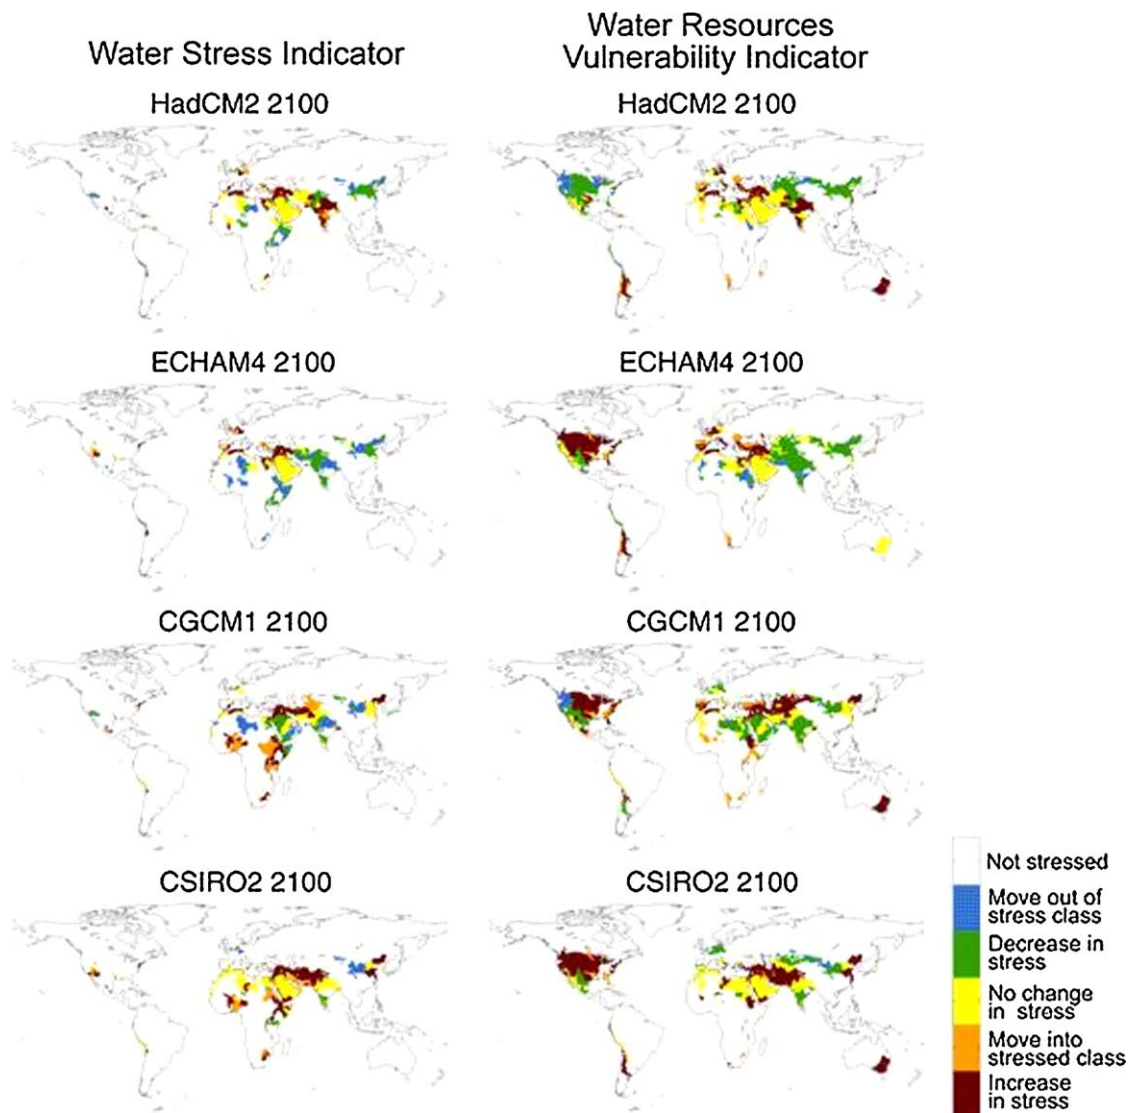 Water Stress Indicator
Water Resources
Vulnerability Indicator
HadCM2 2100
HadCM2 2100
ECHAM4 2100
ECHAM4 2100
CGCM1 2100
CGCM1 2100
CSIRO2 2100
CSIRO2 2100
Not stressed
Move out of
stress class
Decrease in
stress
No change
in stress
Move into
stressed class
Increase
in stress